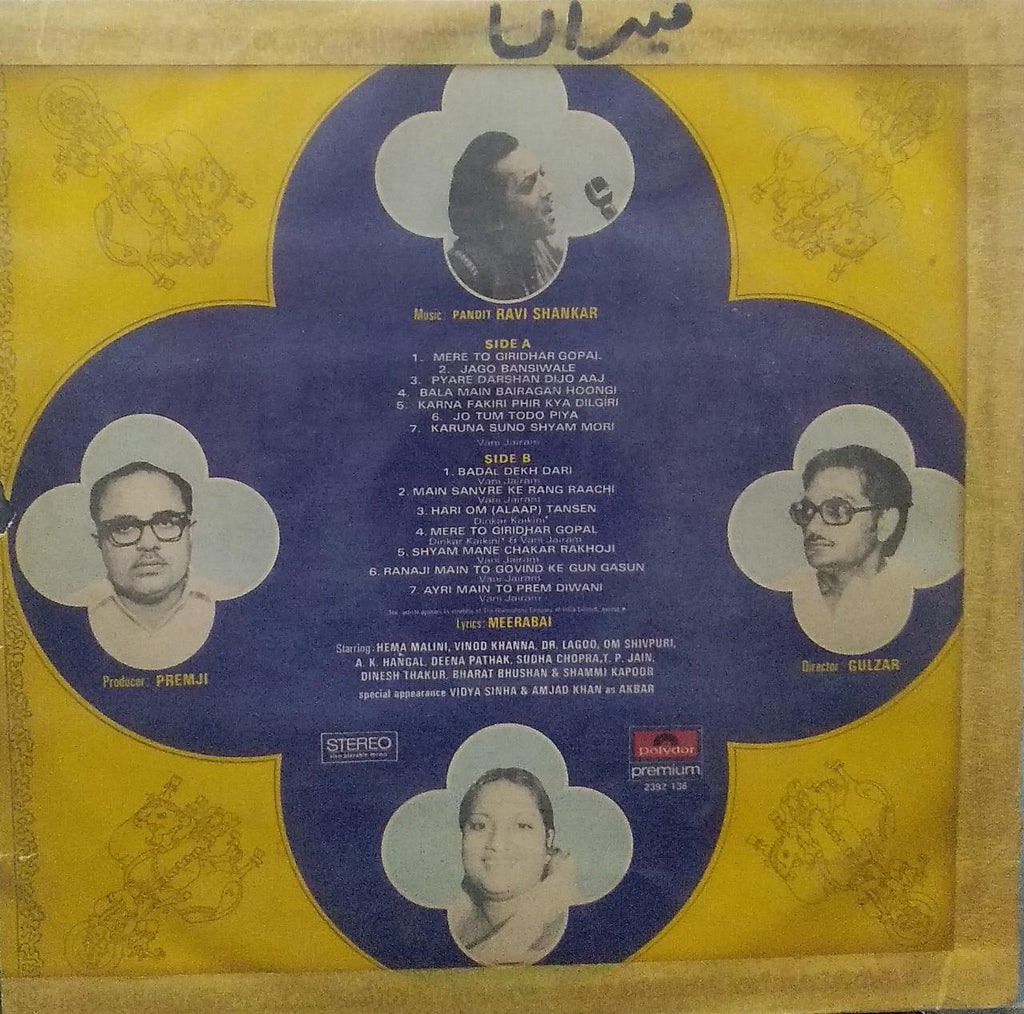 میرا
Music: PANDIT RAVI SHANKAR
SIDE A
1. MERE TO GIRIDHAR GOPAL
2. JAGO BANSIWALE
3. PYARE DARSHAN DIJO AAJ
4. BALA MAIN BAIRAGAN HOONGI
5. KARNA FAKIRI PHIR KYA DILGIRI
6. JO TUM TODO PIYA
7. KARUNA SUNO SHYAM MORI
Vani Jairam
SIDE B
1. BADAL DEKH DARI
Vani Jairam
2. MAIN SANVRE KE RANG RAACHI
Vani Jairam
3. HARI OM (ALAAP) TANSEN
Dinkar Kaikini*
4. MERE TO GIRIDHAR GOPAL
Dinkar Kaikini* & Vani Jairam
5. SHYAM MANE CHAKAR RAKHOJI
Vani Jairam
6. RANAJI MAIN TO GOVIND KE GUN GASUN
Vani Jairam
7. AYRI MAIN TO PREM DIWANI
Vani Jairam
Lyrics: MEERABAI
Starring: HEMA MALINI, VINOD KHANNA, DR. LAGOO, OM SHIVPURI,
A. K. HANGAL, DEENA PATHAK, SUDHA CHOPRA, T. P. JAIN,
DINESH THAKUR, BHARAT BHUSHAN & SHAMMI KAPOOR
special appearance VIDYA SINHA & AMJAD KHAN as AKBAR
Producer: PREMJI
Director: GULZAR
STEREO
also playable mono
polydor
premium
2392 136